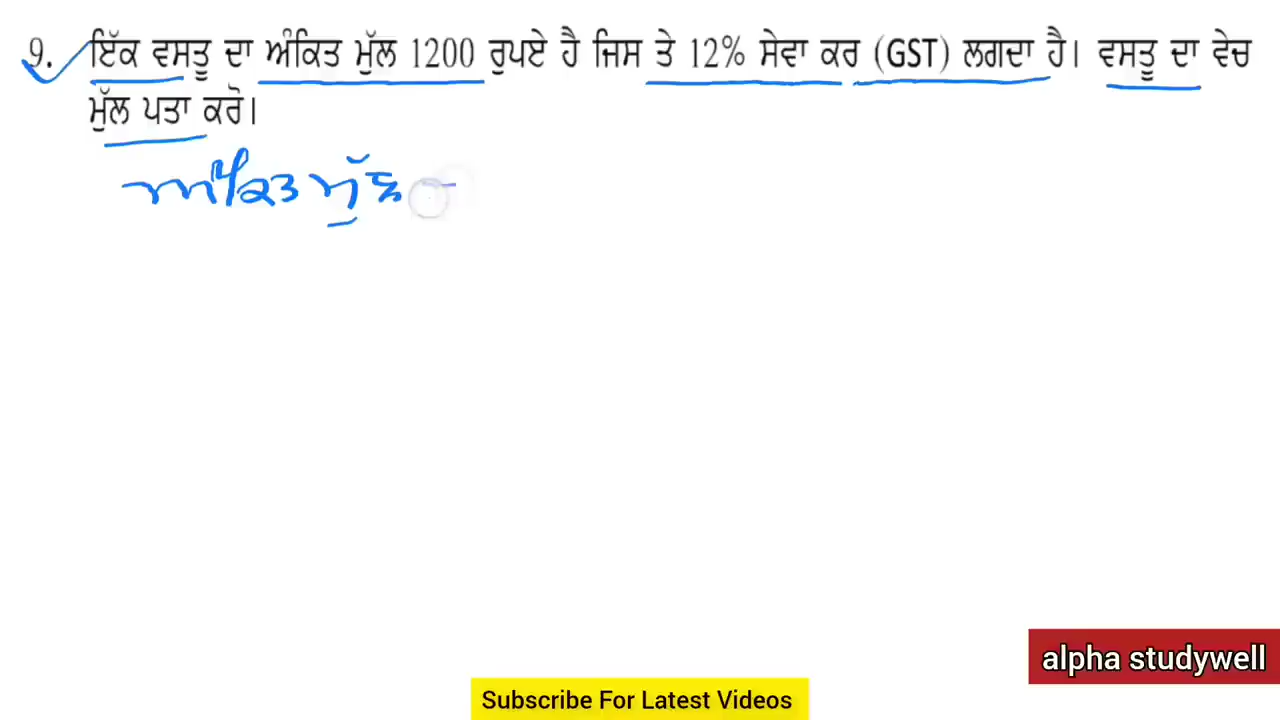 9. ਇੱਕ ਵਸਤੂ ਦਾ ਅੰਕਿਤ ਮੁੱਲ 1200 ਰੁਪਏ ਹੈ ਜਿਸ ਤੇ 12% ਸੇਵਾ ਕਰ (GST) ਲਗਦਾ ਹੈ। ਵਸਤੂ ਦਾ ਵੇਚ
ਮੁੱਲ ਪਤਾ ਕਰੋ।
ਅੰਕਿਤ ਮੁੱਲ
alpha studywell
Subscribe For Latest Videos